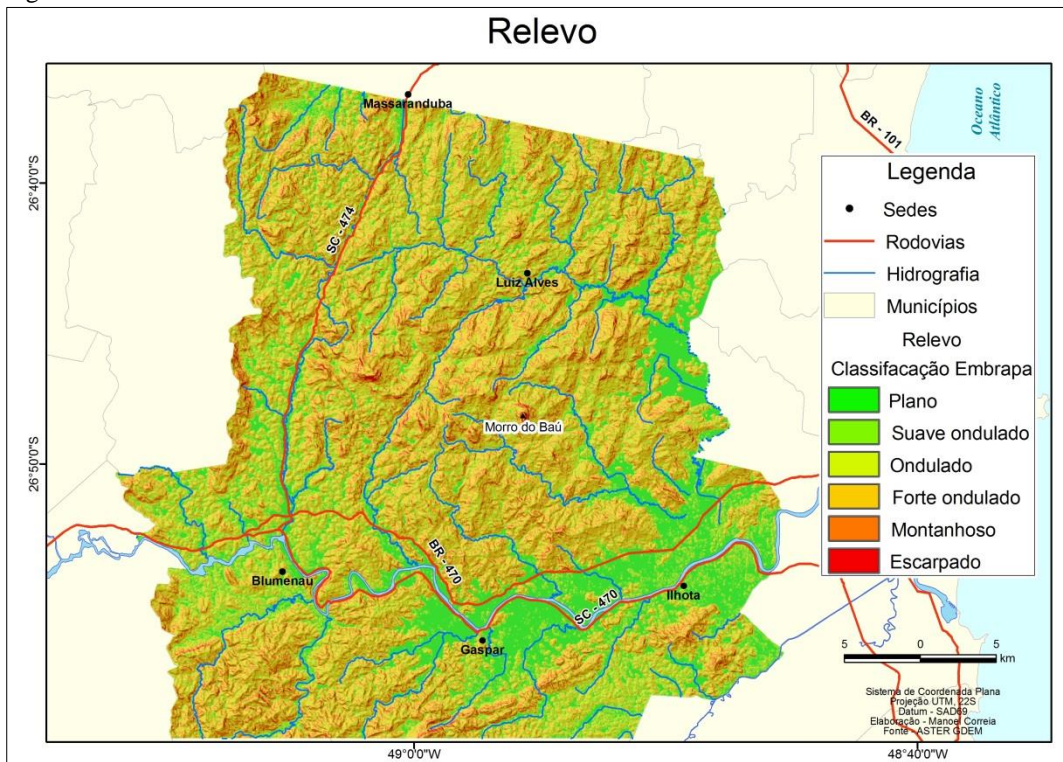 Relevo
Massaranduba
BR - 101
Oceano
Atlântico
26°40'0"S
SC - 474
Luiz Alves
Morro do Baú
26°50'0"S
BR - 470
Blumenau
SC - 470
Ilhota
Gaspar
Legenda
Sedes
Rodovias
Hidrografia
Municípios
Relevo
Classifacação Embrapa
Plano
Suave ondulado
Ondulado
Forte ondulado
Montanhoso
Escarpado
5 0 5
km
Sistema de Coordenada Plana
Projeção UTM, 22S
Datum - SAD69
Elaboração - Manoel Correia
Fonte - ASTER GDEM
49°0'0"W
48°40'0"W